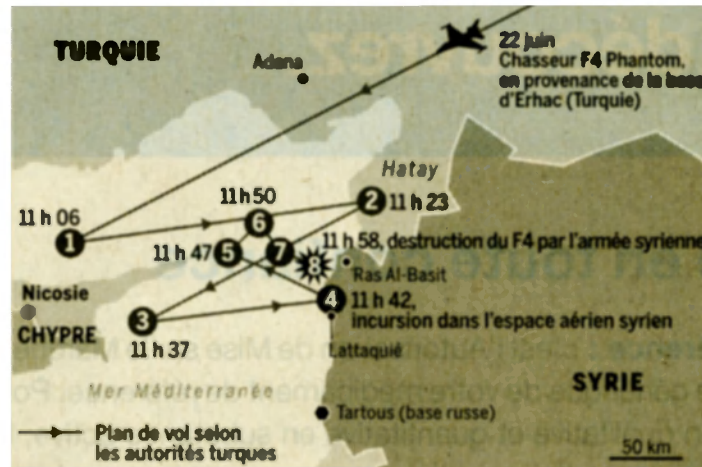 TURQUIE
Adana
22 juin
Chasseur F4 Phantom,
en provenance de la base
d'Erhac (Turquie)
Hatay
11 h 50
6
2 11 h 23
11 h 06
1
11 h 47 5
7
11 h 58, destruction du F4 par l'armée syrienne
8
Ras Al-Basit
Nicosie
CHYPRE
3
11 h 37
4 11 h 42,
incursion dans l'espace aérien syrien
Lattaquié
Mer Méditerranée
SYRIE
Tartous (base russe)
Plan de vol selon
les autorités turques
50 km